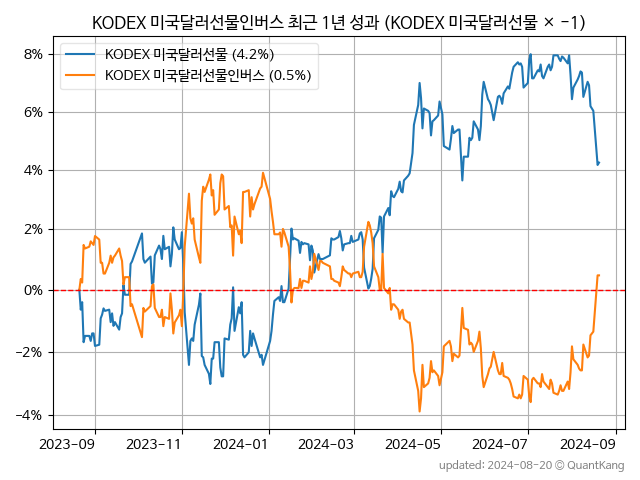 KODEX 미국달러선물인버스 최근 1년 성과 (KODEX 미국달러선물 × −1)
KODEX 미국달러선물 (4.2%)
KODEX 미국달러선물인버스 (0.5%)
8%
6%
4%
2%
0%
−2%
−4%
2023-09 2023-11 2024-01 2024-03 2024-05 2024-07 2024-09
updated: 2024-08-20 © QuantKang